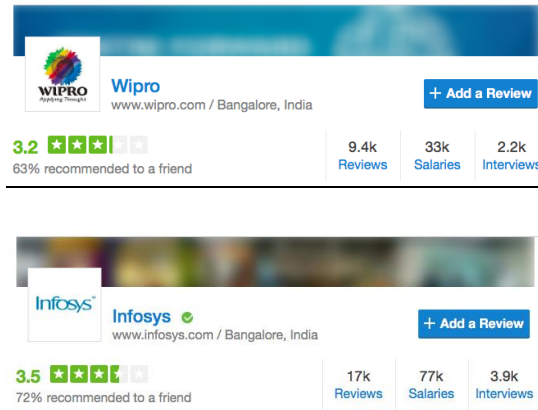 WIPRO
Applying Thought
Wipro
www.wipro.com / Bangalore, India
+ Add a Review
3.2
63% recommended to a friend
9.4k 33k 2.2k
Reviews Salaries Interviews
Infosys
Infosys
www.infosys.com / Bangalore, India
+ Add a Review
3.5
72% recommended to a friend
17k 77k 3.9k
Reviews Salaries Interviews